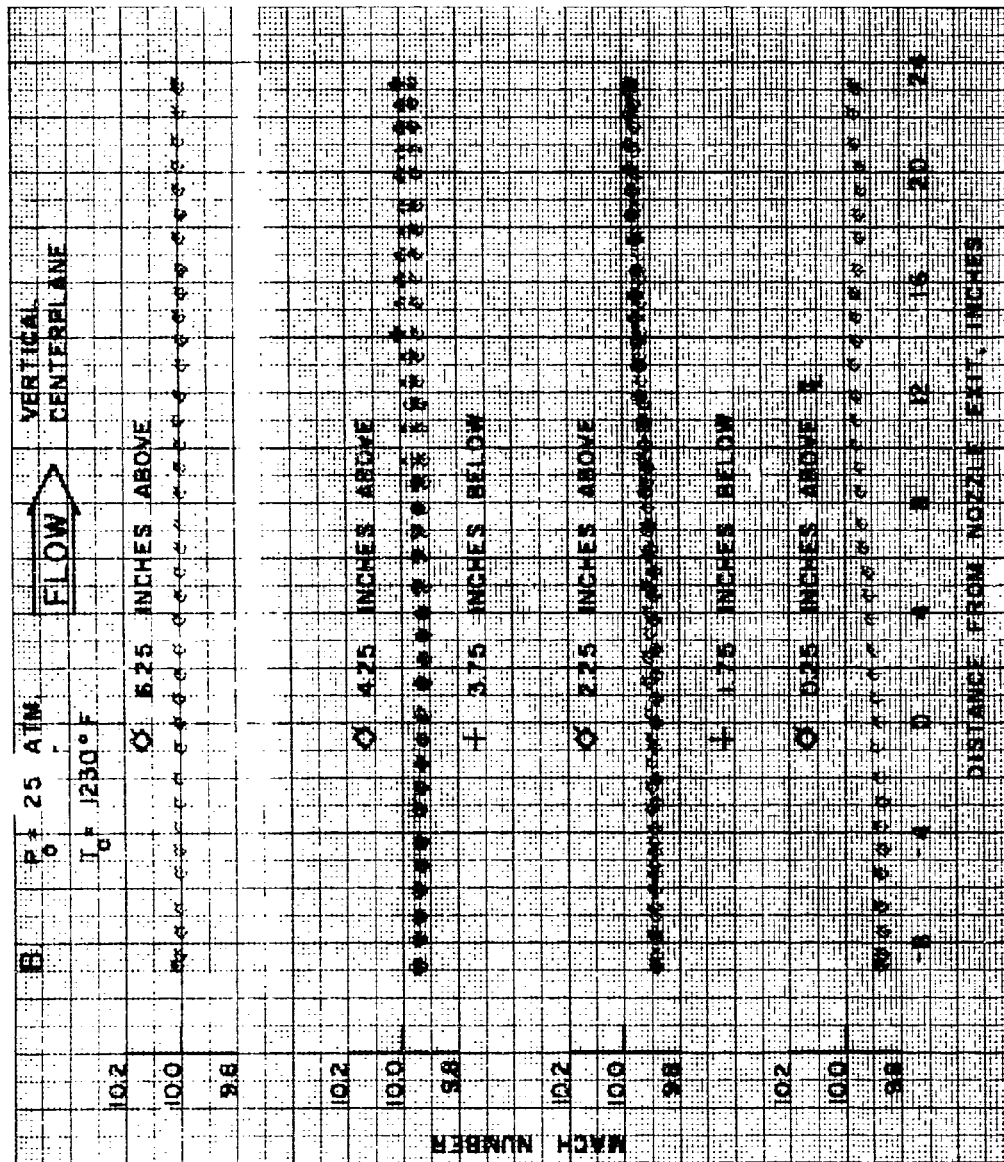 B
P₀ = 25 ATM.
T₀ = 1230° F
FLOW
VERTICAL
CENTERPLANE
6.25 INCHES ABOVE
10.2
10.0
9.8
4.25 INCHES ABOVE
10.2
10.0
9.8
+ 3.75 INCHES BELOW
2.25 INCHES ABOVE
10.2
10.0
9.8
+ 1.75 INCHES BELOW
0.25 INCHES ABOVE ℄
10.2
10.0
9.8
MACH NUMBER
-8 -4 0 4 8 12 16 20 24
DISTANCE FROM NOZZLE EXIT, INCHES